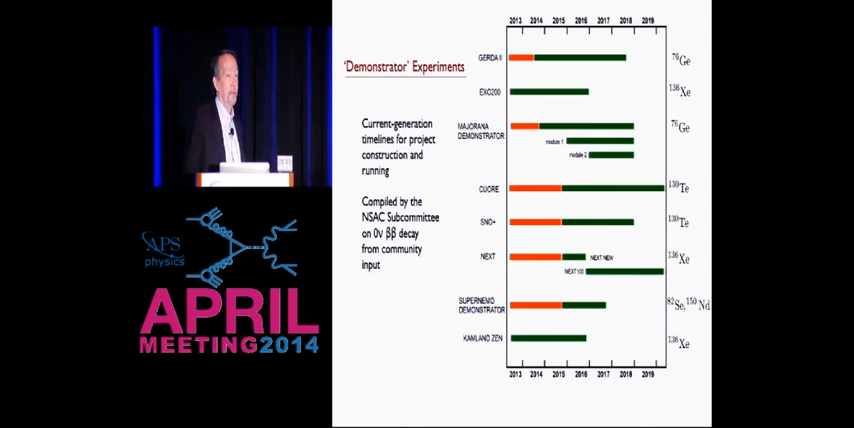 2013 2014 2015 2016 2017 2018 2019
'Demonstrator' Experiments
GERDA II
⁷⁶Ge
EXO200
¹³⁶Xe
Current-generation
timelines for project
construction and
running
MAJORANA
DEMONSTRATOR
⁷⁶Ge
module 1
module 2
Compiled by the
NSAC Subcommittee
on 0ν ββ decay
from community
input
CUORE
¹³⁰Te
SNO+
¹³⁰Te
NEXT
NEXT NEW
NEXT 100
¹³⁶Xe
SUPERNEMO
DEMONSTRATOR
⁸²Se,¹⁵⁰Nd
KAMLAND ZEN
¹³⁶Xe
2013 2014 2015 2016 2017 2018 2019
APS
physics
APRIL
MEETING2014